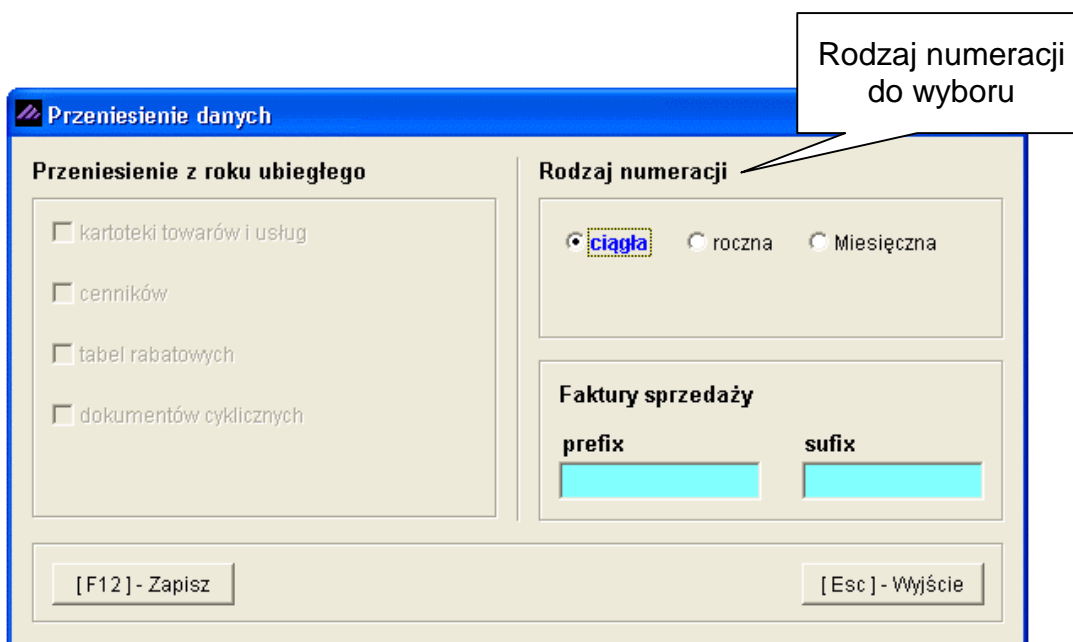 Rodzaj numeracji
do wyboru
Przeniesienie danych
Przeniesienie z roku ubiegłego
kartoteki towarów i usług
cenników
tabel rabatowych
dokumentów cyklicznych
Rodzaj numeracji
ciągła roczna Miesięczna
Faktury sprzedaży
prefix sufix
[ F12 ] - Zapisz [ Esc ] - Wyjście